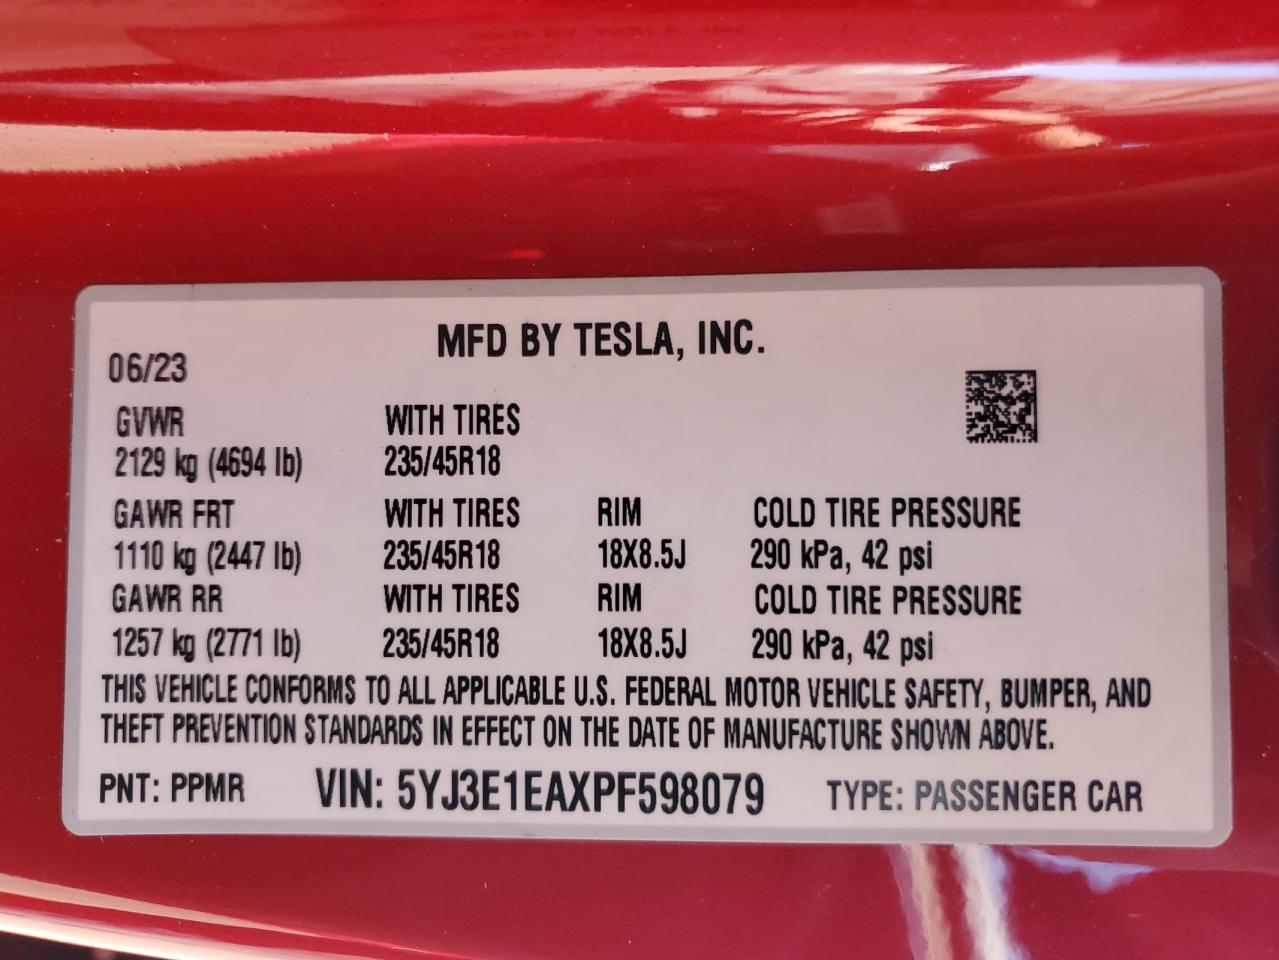 MFD BY TESLA, INC.
06/23
GVWR WITH TIRES
2129 kg (4694 lb) 235/45R18
GAWR FRT WITH TIRES RIM COLD TIRE PRESSURE
1110 kg (2447 lb) 235/45R18 18X8.5J 290 kPa, 42 psi
GAWR RR WITH TIRES RIM COLD TIRE PRESSURE
1257 kg (2771 lb) 235/45R18 18X8.5J 290 kPa, 42 psi
THIS VEHICLE CONFORMS TO ALL APPLICABLE U.S. FEDERAL MOTOR VEHICLE SAFETY, BUMPER, AND
THEFT PREVENTION STANDARDS IN EFFECT ON THE DATE OF MANUFACTURE SHOWN ABOVE.
PNT: PPMR VIN: 5YJ3E1EAXPF598079 TYPE: PASSENGER CAR